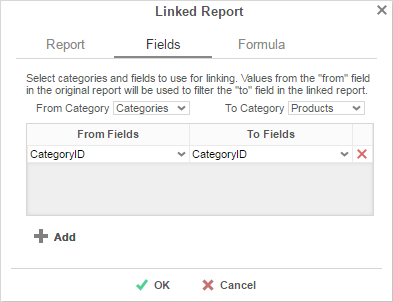 Linked Report
Report Fields Formula
Select categories and fields to use for linking. Values from the "from" field
in the original report will be used to filter the "to" field in the linked report.
From Category Categories To Category Products
From Fields To Fields
CategoryID CategoryID
Add
OK Cancel